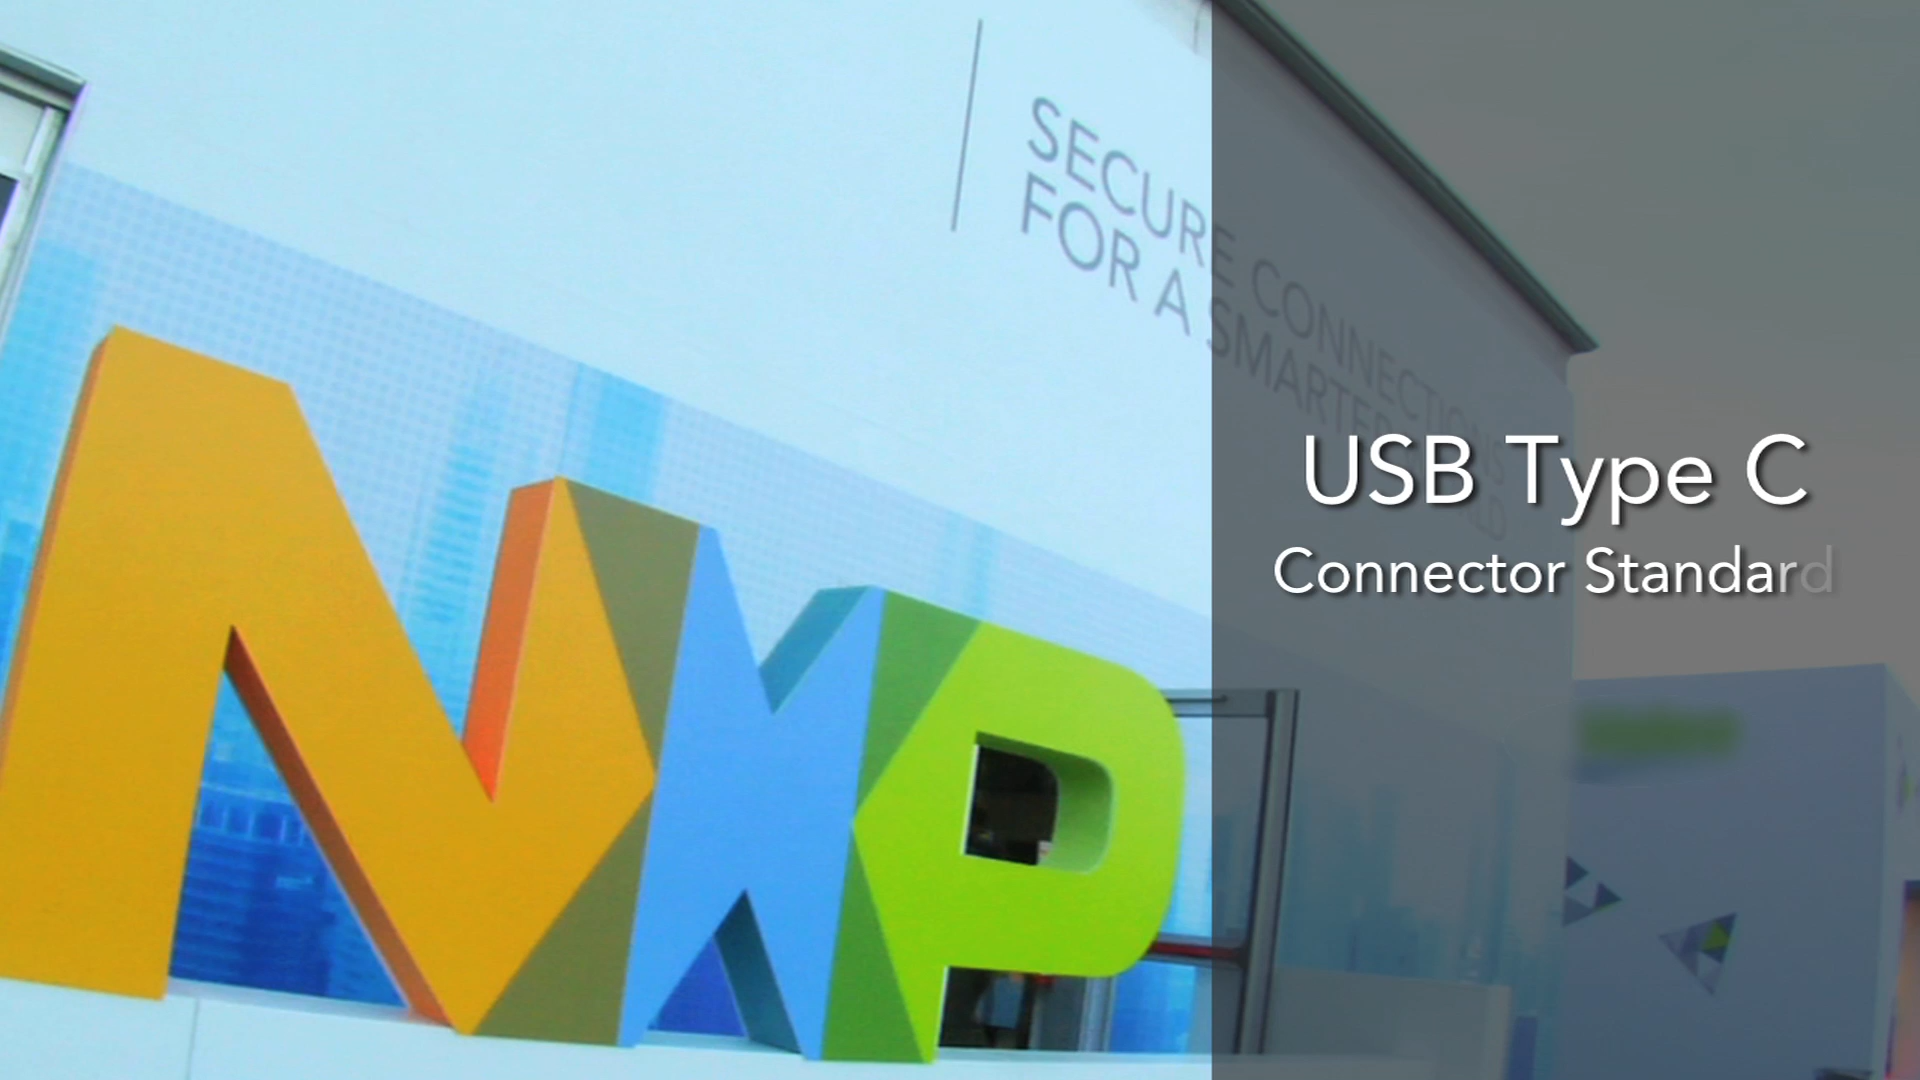 SECURE CONNECTIONS
FOR A SMARTER WORLD
NXP
USB Type C
Connector Standard